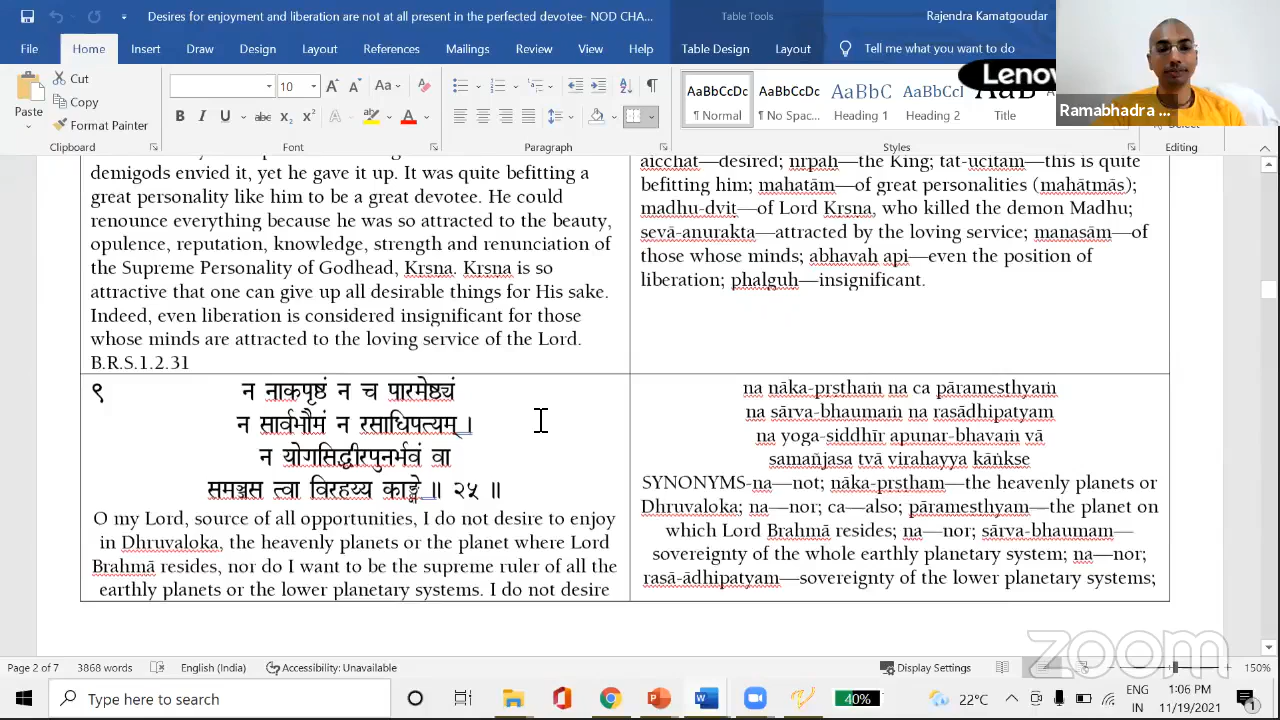 Desires for enjoyment and liberation are not at all present in the perfected devotee- NOD CHA...
Table Tools
Rajendra Kamatgoudar
File Home Insert Draw Design Layout References Mailings Review View Help Table Design Layout Tell me what you want to do
Lenov
Paste
Cut
Copy
Format Painter
10
Aa
B I U abc
A
AaBbCcDc AaBbCcDc AaBbC AaBbCcI
¶ Normal ¶ No Spac... Heading 1 Heading 2 Title
Clipboard Font Paragraph Styles Editing
Ramabhadra ...
demigods envied it, yet he gave it up. It was quite befitting a
great personality like him to be a great devotee. He could
renounce everything because he was so attracted to the beauty,
opulence, reputation, knowledge, strength and renunciation of
the Supreme Personality of Godhead, Krsna. Krsna is so
attractive that one can give up all desirable things for His sake.
Indeed, even liberation is considered insignificant for those
whose minds are attracted to the loving service of the Lord.
B.R.S.1.2.31
aicchat—desired; nrpah—the King; tat-ucitam—this is quite
befitting him; mahatām—of great personalities (mahātmās);
madhu-dvit—of Lord Krsna, who killed the demon Madhu;
sevā-anurakta—attracted by the loving service; manasām—of
those whose minds; abhavah api—even the position of
liberation; phalguh—insignificant.
९
न नाकपृष्ठं न च पारमेष्ठ्यं
न सार्वभौमं न रसाधिपत्यम् ।
न योगसिद्धीरपुनर्भवं वा
समञ्जस त्वा विरहय्य काङ्क्षे ॥ २५ ॥
O my Lord, source of all opportunities, I do not desire to enjoy
in Dhruvaloka, the heavenly planets or the planet where Lord
Brahmā resides, nor do I want to be the supreme ruler of all the
earthly planets or the lower planetary systems. I do not desire
na nāka-prsthaṁ na ca pāramesthyaṁ
na sārva-bhaumaṁ na rasādhipatyam
na yoga-siddhīr apunar-bhavaṁ vā
samañjasa tvā virahayya kāṅkse
SYNONYMS-na—not; nāka-prstham—the heavenly planets or
Dhruvaloka; na—nor; ca—also; pāramesthyam—the planet on
which Lord Brahmā resides; na—nor; sārva-bhaumam—
sovereignty of the whole earthly planetary system; na—nor;
rasā-ādhipatyam—sovereignty of the lower planetary systems;
zoom
Page 2 of 7 3868 words English (India) Accessibility: Unavailable Display Settings 150%
Type here to search
40%
22°C
ENG
IN
1:06 PM
11/19/2021